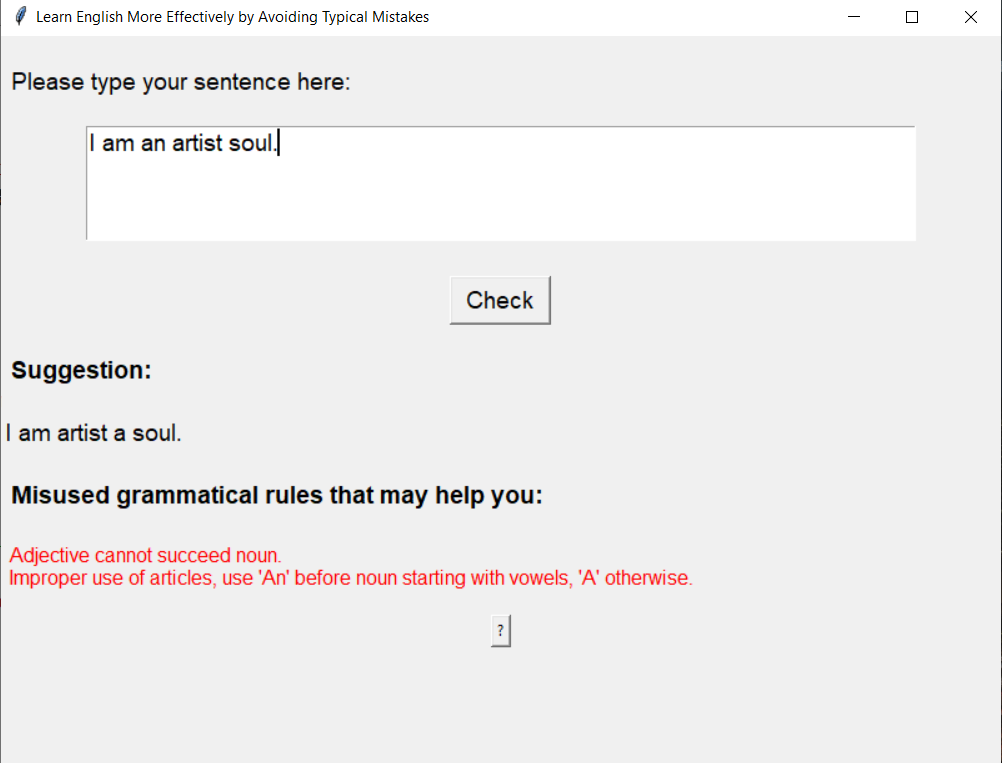 Learn English More Effectively by Avoiding Typical Mistakes
Please type your sentence here:
I am an artist soul.
Check
Suggestion:
I am artist a soul.
Misused grammatical rules that may help you:
Adjective cannot succeed noun.
Improper use of articles, use 'An' before noun starting with vowels, 'A' otherwise.
?